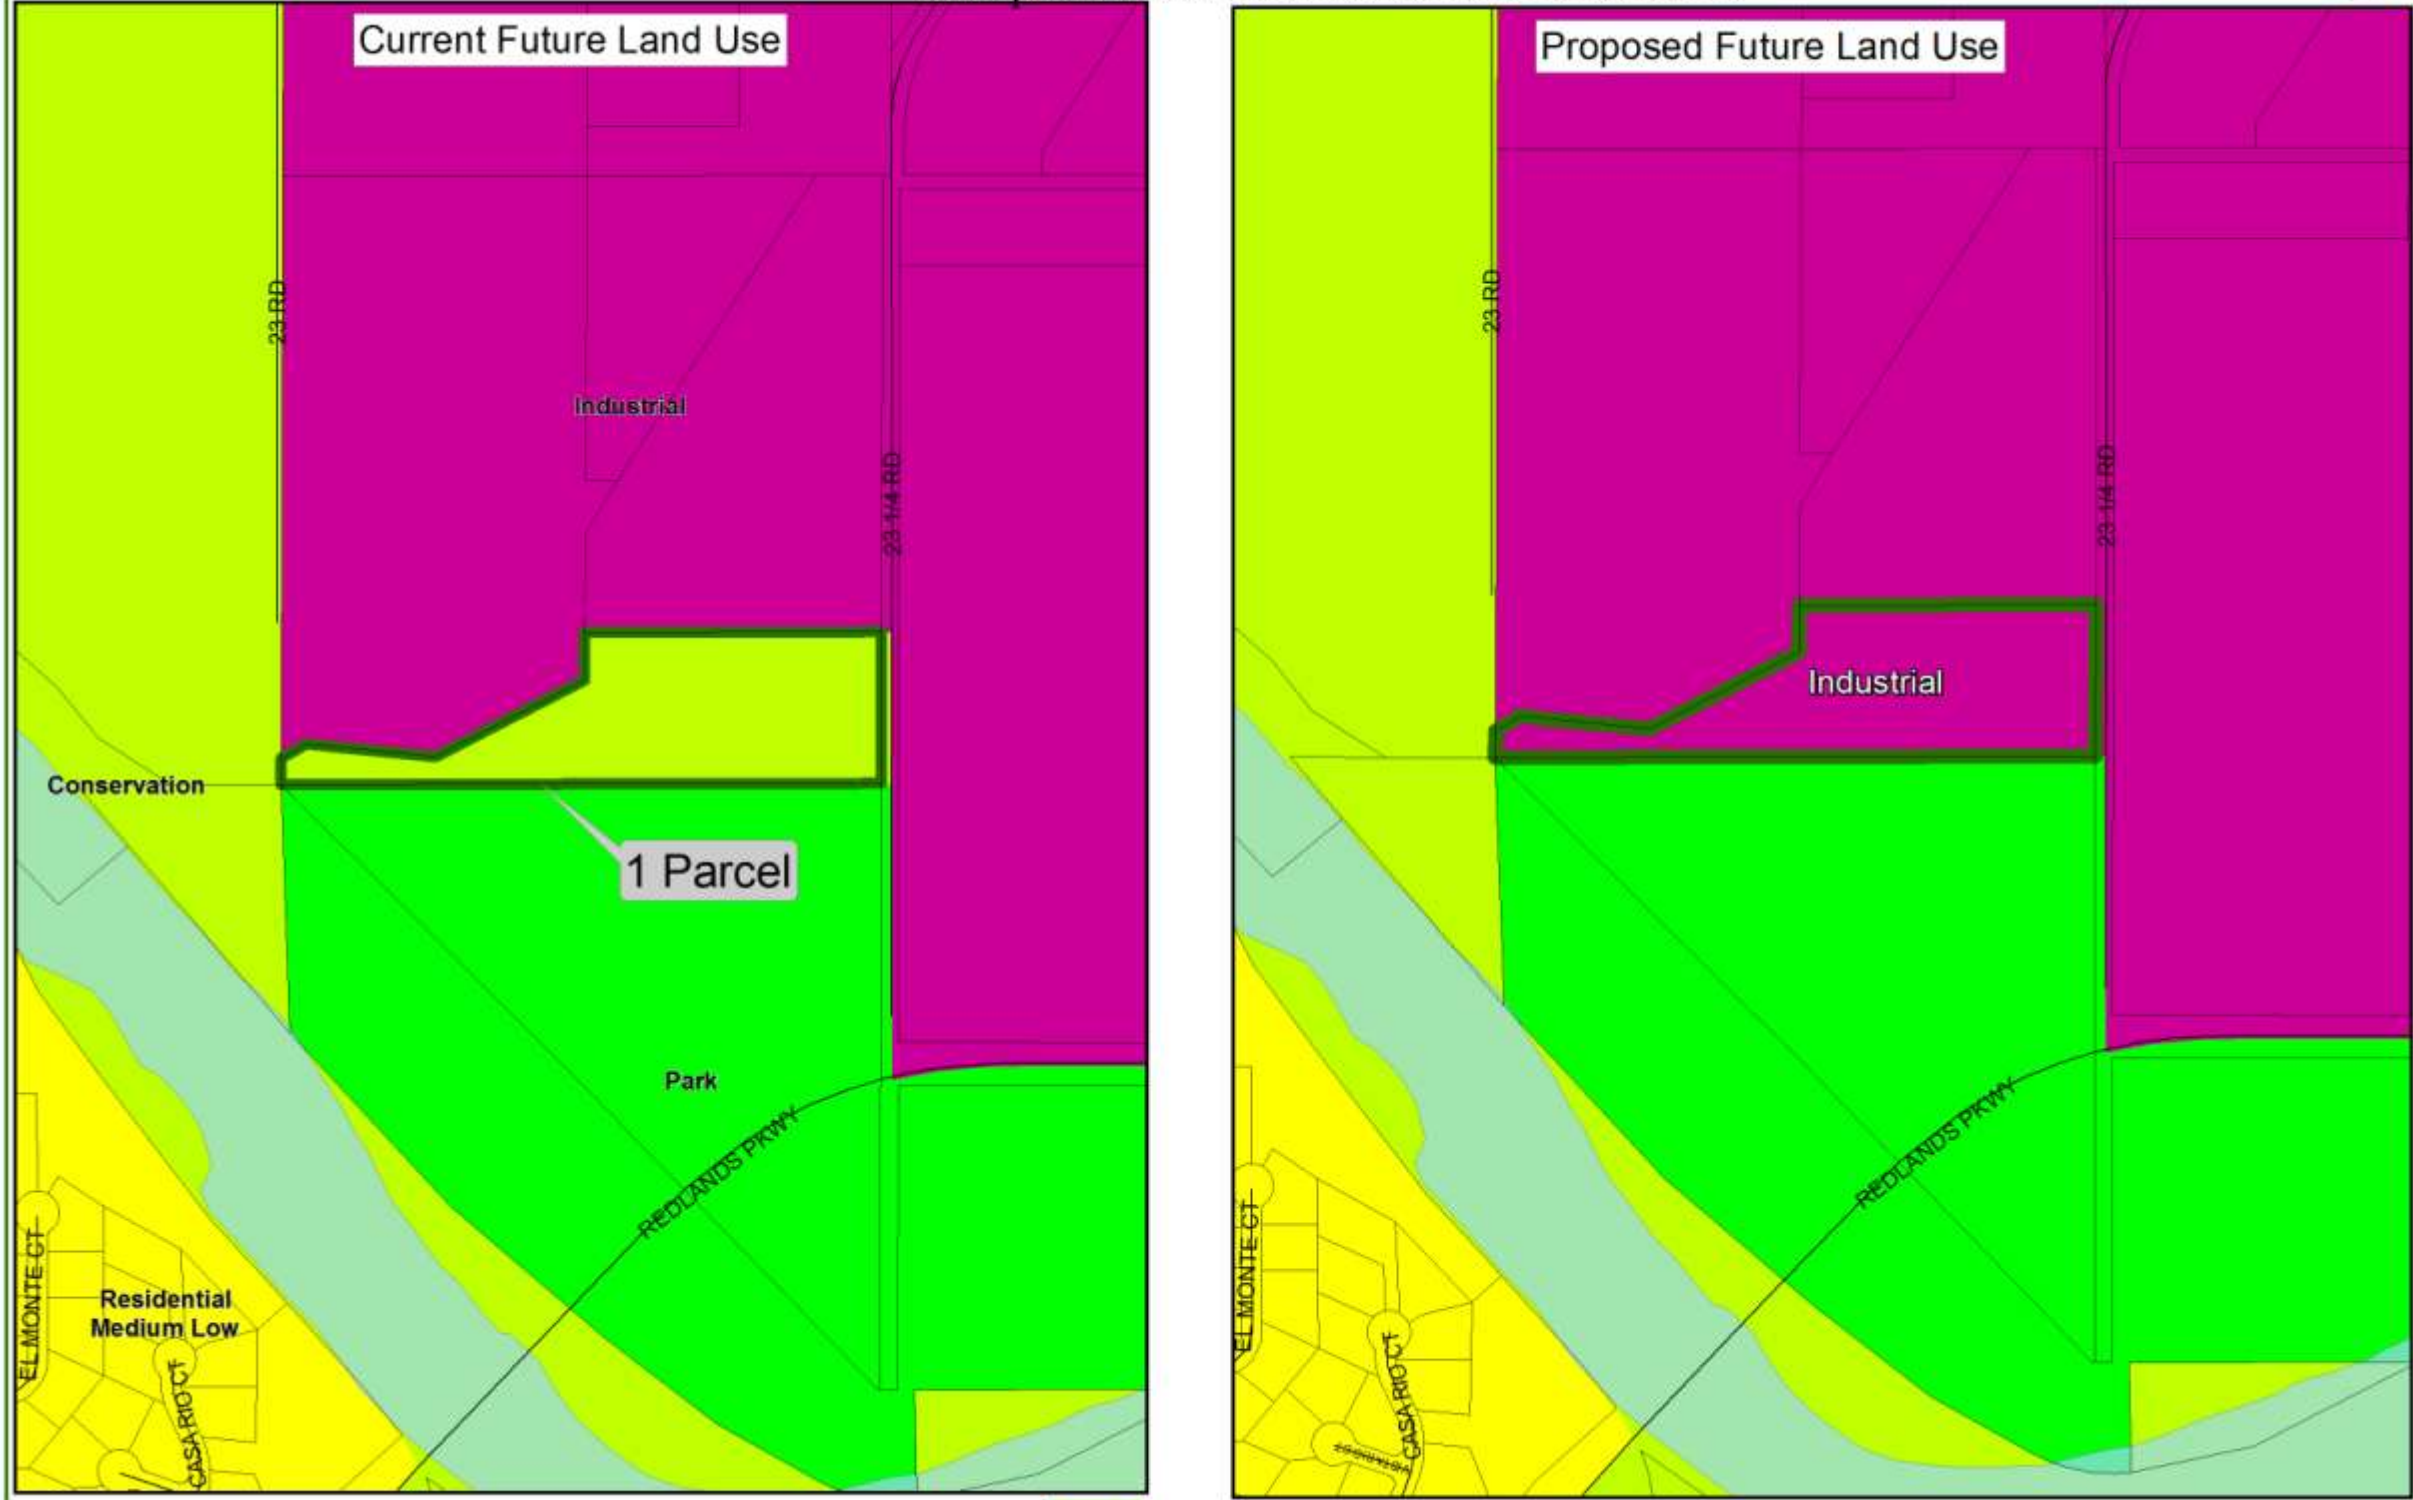 Current Future Land Use
23 RD
Industrial
23 1/4 RD
Conservation
1 Parcel
Park
REDLANDS PKWY
EL MONTE CT
Residential
Medium Low
CASA RIO CT
Proposed Future Land Use
23 RD
23 1/4 RD
Industrial
REDLANDS PKWY
EL MONTE CT
CASA RIO CT